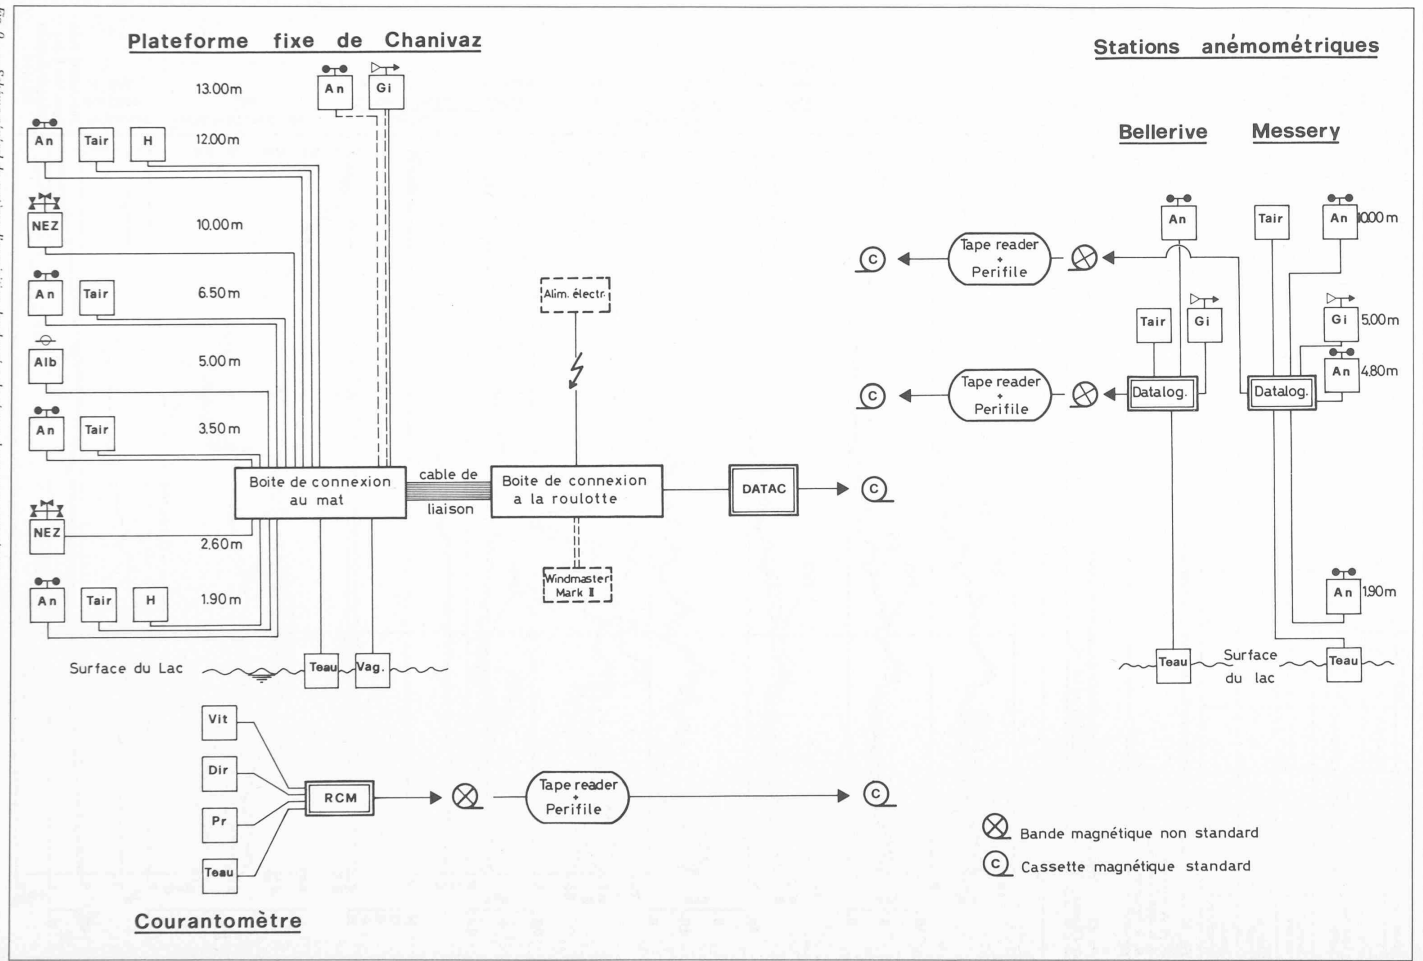 Plateforme fixe de Chanivaz
13.00m
An
Gi
An
Tair
H
12.00m
NEZ
10.00m
An
Tair
6.50m
Alb
5.00m
An
Tair
3.50m
Boite de connexion
au mat
cable de
liaison
Boite de connexion
a la roulotte
Alim. électr.
Windmaster
Mark II
DATAC
C
NEZ
2.60m
An
Tair
H
1.90m
Surface du Lac
Teau
Vag.
Vit
Dir
Pr
Teau
RCM
Tape reader
+
Perifile
C
Courantomètre
Stations anémométriques
Bellerive
Messery
An
Tair
An
10.00m
C
Tape reader
+
Perifile
Tair
Gi
Gi
5.00m
An
4.80m
C
Tape reader
+
Perifile
Datalog.
Datalog.
An
1.90m
Teau
Surface
du lac
Teau
Bande magnétique non standard
C
Cassette magnétique standard